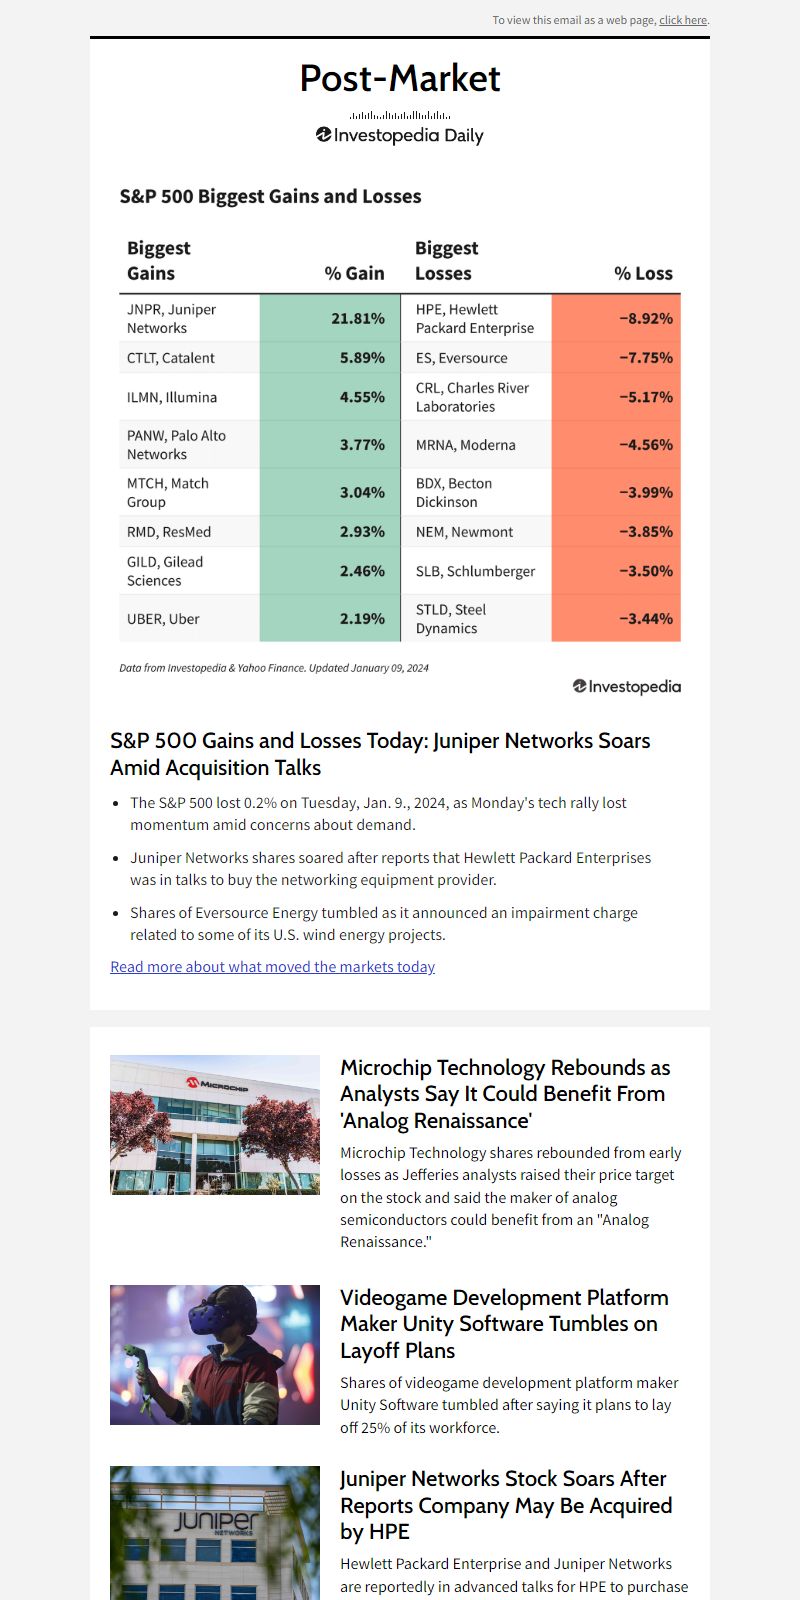 To view this email as a web page, click here.
Post-Market
Investopedia Daily
S&P 500 Biggest Gains and Losses
Biggest Gains % Gain Biggest Losses % Loss
JNPR, Juniper Networks 21.81% HPE, Hewlett Packard Enterprise −8.92%
CTLT, Catalent 5.89% ES, Eversource −7.75%
ILMN, Illumina 4.55% CRL, Charles River Laboratories −5.17%
PANW, Palo Alto Networks 3.77% MRNA, Moderna −4.56%
MTCH, Match Group 3.04% BDX, Becton Dickinson −3.99%
RMD, ResMed 2.93% NEM, Newmont −3.85%
GILD, Gilead Sciences 2.46% SLB, Schlumberger −3.50%
UBER, Uber 2.19% STLD, Steel Dynamics −3.44%
Data from Investopedia & Yahoo Finance. Updated January 09, 2024
Investopedia
S&P 500 Gains and Losses Today: Juniper Networks Soars
Amid Acquisition Talks
• The S&P 500 lost 0.2% on Tuesday, Jan. 9., 2024, as Monday's tech rally lost
momentum amid concerns about demand.
• Juniper Networks shares soared after reports that Hewlett Packard Enterprises
was in talks to buy the networking equipment provider.
• Shares of Eversource Energy tumbled as it announced an impairment charge
related to some of its U.S. wind energy projects.
Read more about what moved the markets today
MICROCHIP
Microchip Technology Rebounds as
Analysts Say It Could Benefit From
'Analog Renaissance'
Microchip Technology shares rebounded from early
losses as Jefferies analysts raised their price target
on the stock and said the maker of analog
semiconductors could benefit from an "Analog
Renaissance."
Videogame Development Platform
Maker Unity Software Tumbles on
Layoff Plans
Shares of videogame development platform maker
Unity Software tumbled after saying it plans to lay
off 25% of its workforce.
JUNIPER
NETWORKS
Juniper Networks Stock Soars After
Reports Company May Be Acquired
by HPE
Hewlett Packard Enterprise and Juniper Networks
are reportedly in advanced talks for HPE to purchase